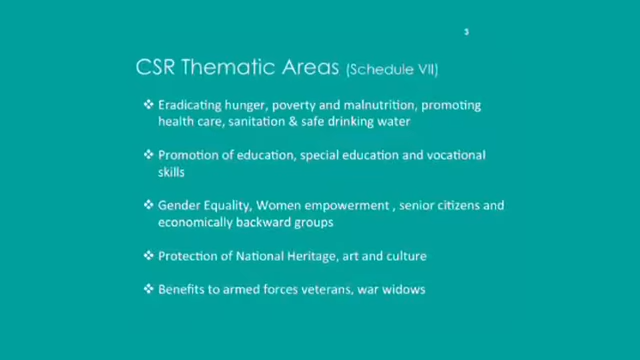 3
CSR Thematic Areas (Schedule VII)
❖ Eradicating hunger, poverty and malnutrition, promoting
health care, sanitation & safe drinking water
❖ Promotion of education, special education and vocational
skills
❖ Gender Equality, Women empowerment , senior citizens and
economically backward groups
❖ Protection of National Heritage, art and culture
❖ Benefits to armed forces veterans, war widows